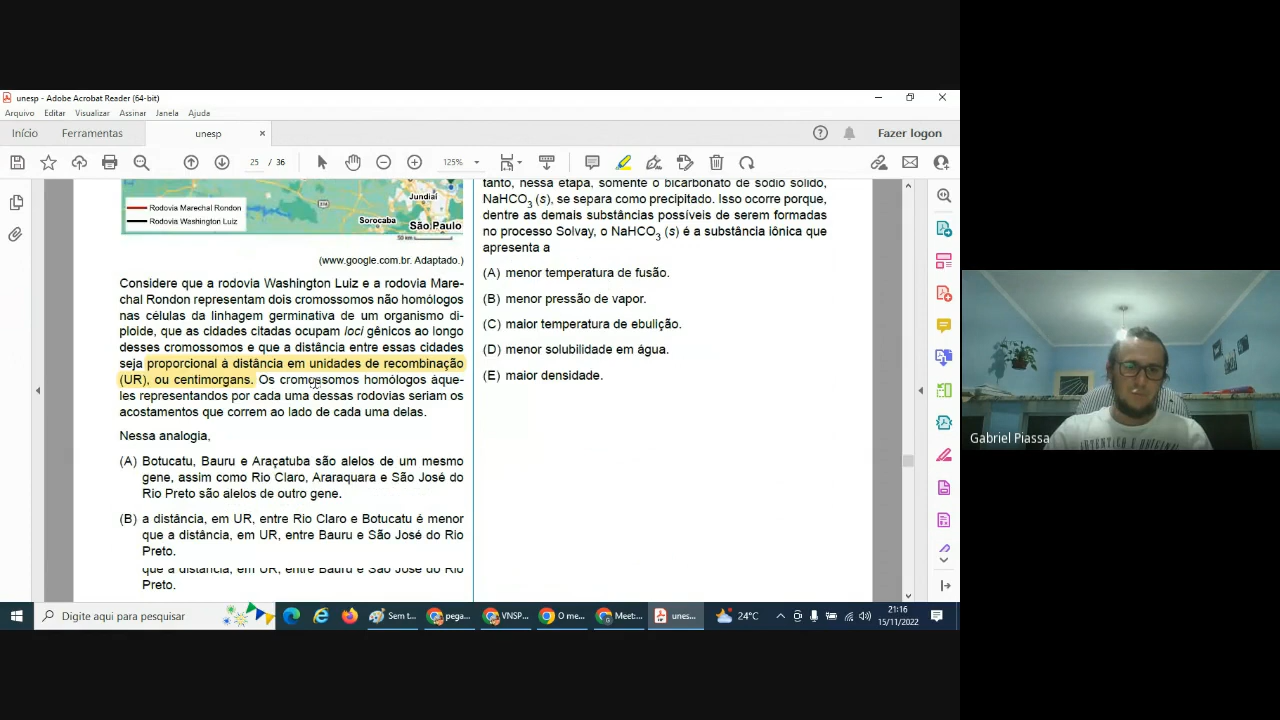 unesp - Adobe Acrobat Reader (64-bit)
Arquivo Editar Visualizar Assinar Janela Ajuda
Início Ferramentas unesp Fazer logon
25 / 36 125%
Jundiaí
Rodovia Marechal Rondon
Rodovia Washington Luiz
Sorocaba
São Paulo
50 km
(www.google.com.br. Adaptado.)
Considere que a rodovia Washington Luiz e a rodovia Mare-
chal Rondon representam dois cromossomos não homólogos
nas células da linhagem germinativa de um organismo di-
ploide, que as cidades citadas ocupam loci gênicos ao longo
desses cromossomos e que a distância entre essas cidades
seja proporcional à distância em unidades de recombinação
(UR), ou centimorgans. Os cromossomos homólogos àque-
les representandos por cada uma dessas rodovias seriam os
acostamentos que correm ao lado de cada uma delas.
Nessa analogia,
(A) Botucatu, Bauru e Araçatuba são alelos de um mesmo
gene, assim como Rio Claro, Araraquara e São José do
Rio Preto são alelos de outro gene.
(B) a distância, em UR, entre Rio Claro e Botucatu é menor
que a distância, em UR, entre Bauru e São José do Rio
Preto.
que a distância, em UR, entre Bauru e São José do Rio
Preto.
tanto, nessa etapa, somente o bicarbonato de sódio sólido,
NaHCO3 (s), se separa como precipitado. Isso ocorre porque,
dentre as demais substâncias possíveis de serem formadas
no processo Solvay, o NaHCO3 (s) é a substância iônica que
apresenta a
(A) menor temperatura de fusão.
(B) menor pressão de vapor.
(C) maior temperatura de ebulição.
(D) menor solubilidade em água.
(E) maior densidade.
Gabriel Piassa
Digite aqui para pesquisar
Sem t... pega... VNSP... O me... Meet:... unes...
24°C
21:16
15/11/2022